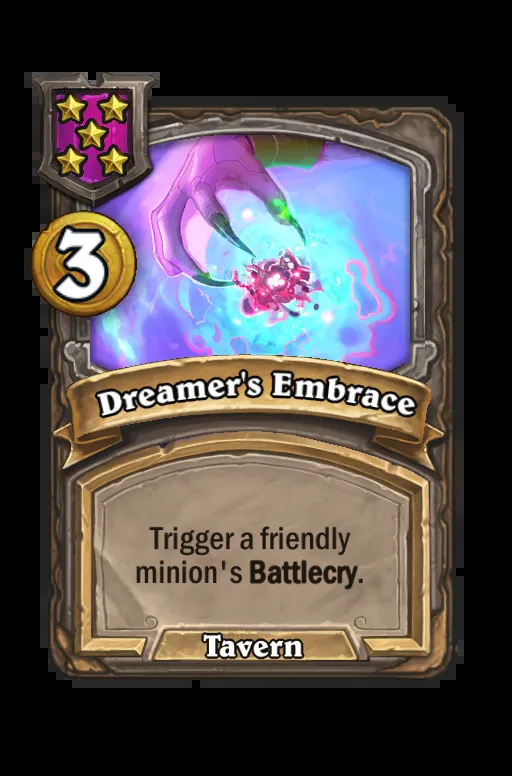 3
Dreamer's Embrace
Trigger a friendly
minion's Battlecry.
Tavern